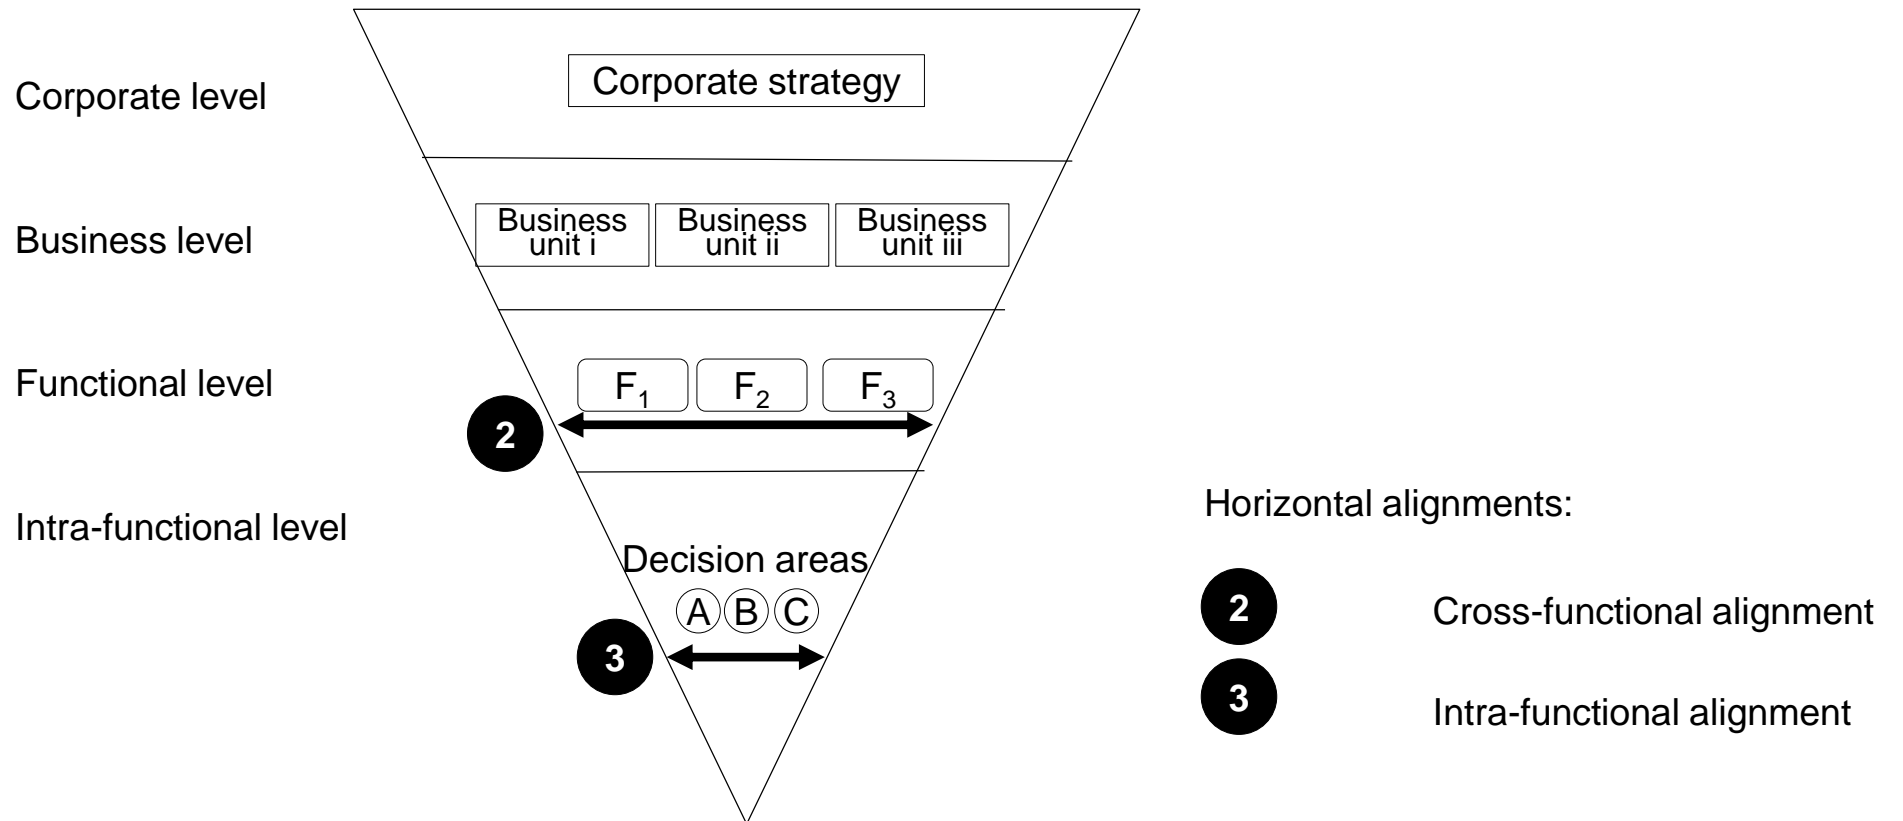 Corporate level
Corporate strategy
Business level
Business
unit i
Business
unit ii
Business
unit iii
Functional level
F₁
F₂
F₃
2
Intra-functional level
Decision areas
A B C
3
Horizontal alignments:
2 Cross-functional alignment
3 Intra-functional alignment